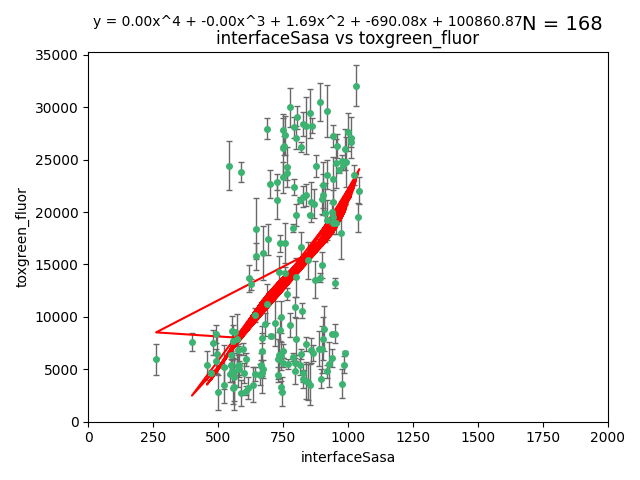 y = 0.00x^4 + -0.00x^3 + 1.69x^2 + -690.08x + 100860.87
N = 168
interfaceSasa vs toxgreen_fluor
35000
30000
25000
20000
15000
10000
5000
0
toxgreen_fluor
0 250 500 750 1000 1250 1500 1750 2000
interfaceSasa